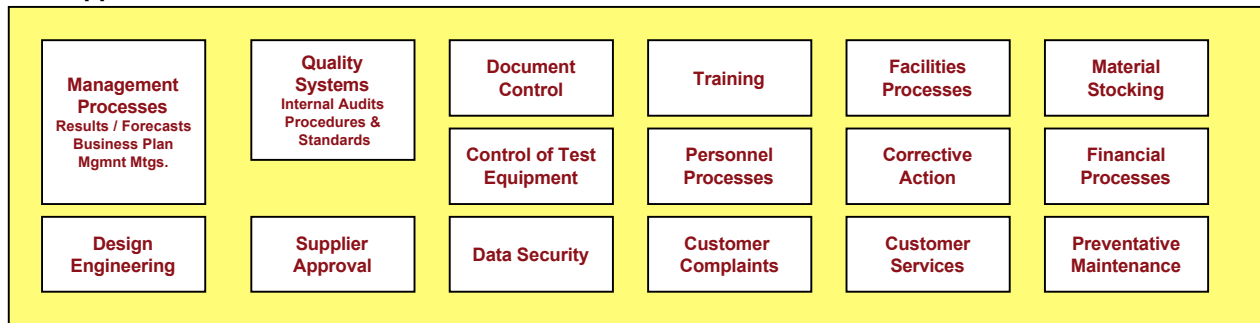 Management
Processes
Results / Forecasts
Business Plan
Mgmnt Mtgs.
Quality
Systems
Internal Audits
Procedures &
Standards
Document
Control
Training
Facilities
Processes
Material
Stocking
Control of Test
Equipment
Personnel
Processes
Corrective
Action
Financial
Processes
Design
Engineering
Supplier
Approval
Data Security
Customer
Complaints
Customer
Services
Preventative
Maintenance